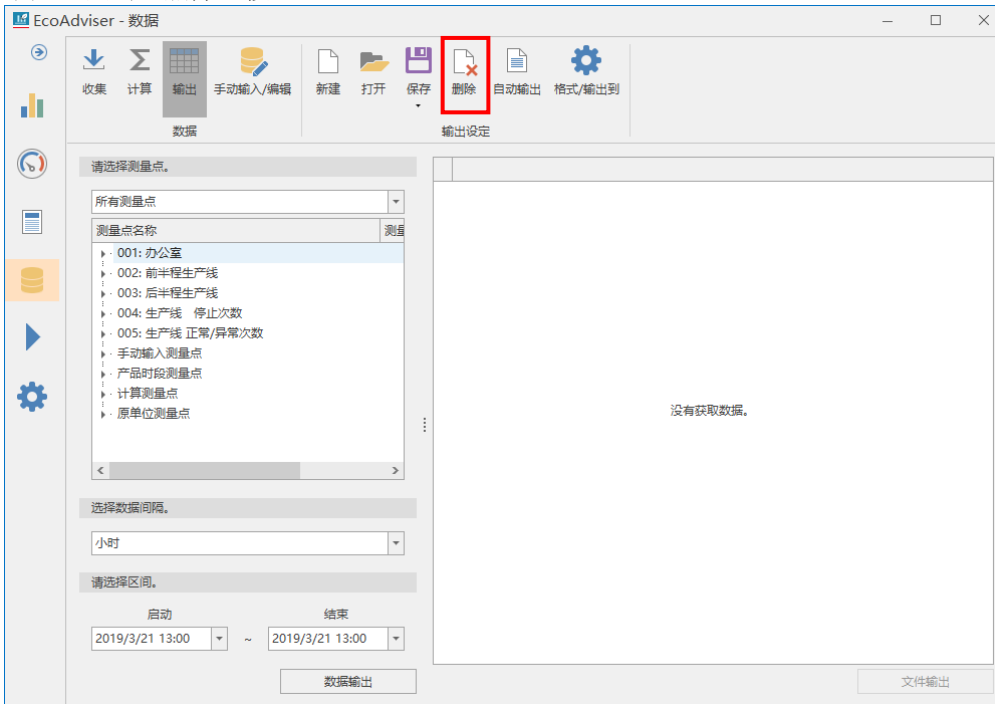 EcoAdviser - 数据
收集 计算 输出 手动输入/编辑 新建 打开 保存 删除 自动输出 格式/输出到
数据 输出设定
请选择测量点。
所有测量点
测量点名称
001: 办公室
002: 前半程生产线
003: 后半程生产线
004: 生产线 停止次数
005: 生产线 正常/异常次数
手动输入测量点
产品时段测量点
计算测量点
原单位测量点
没有获取数据。
选择数据间隔。
小时
请选择区间。
启动 结束
2019/3/21 13:00 ~ 2019/3/21 13:00
数据输出 文件输出